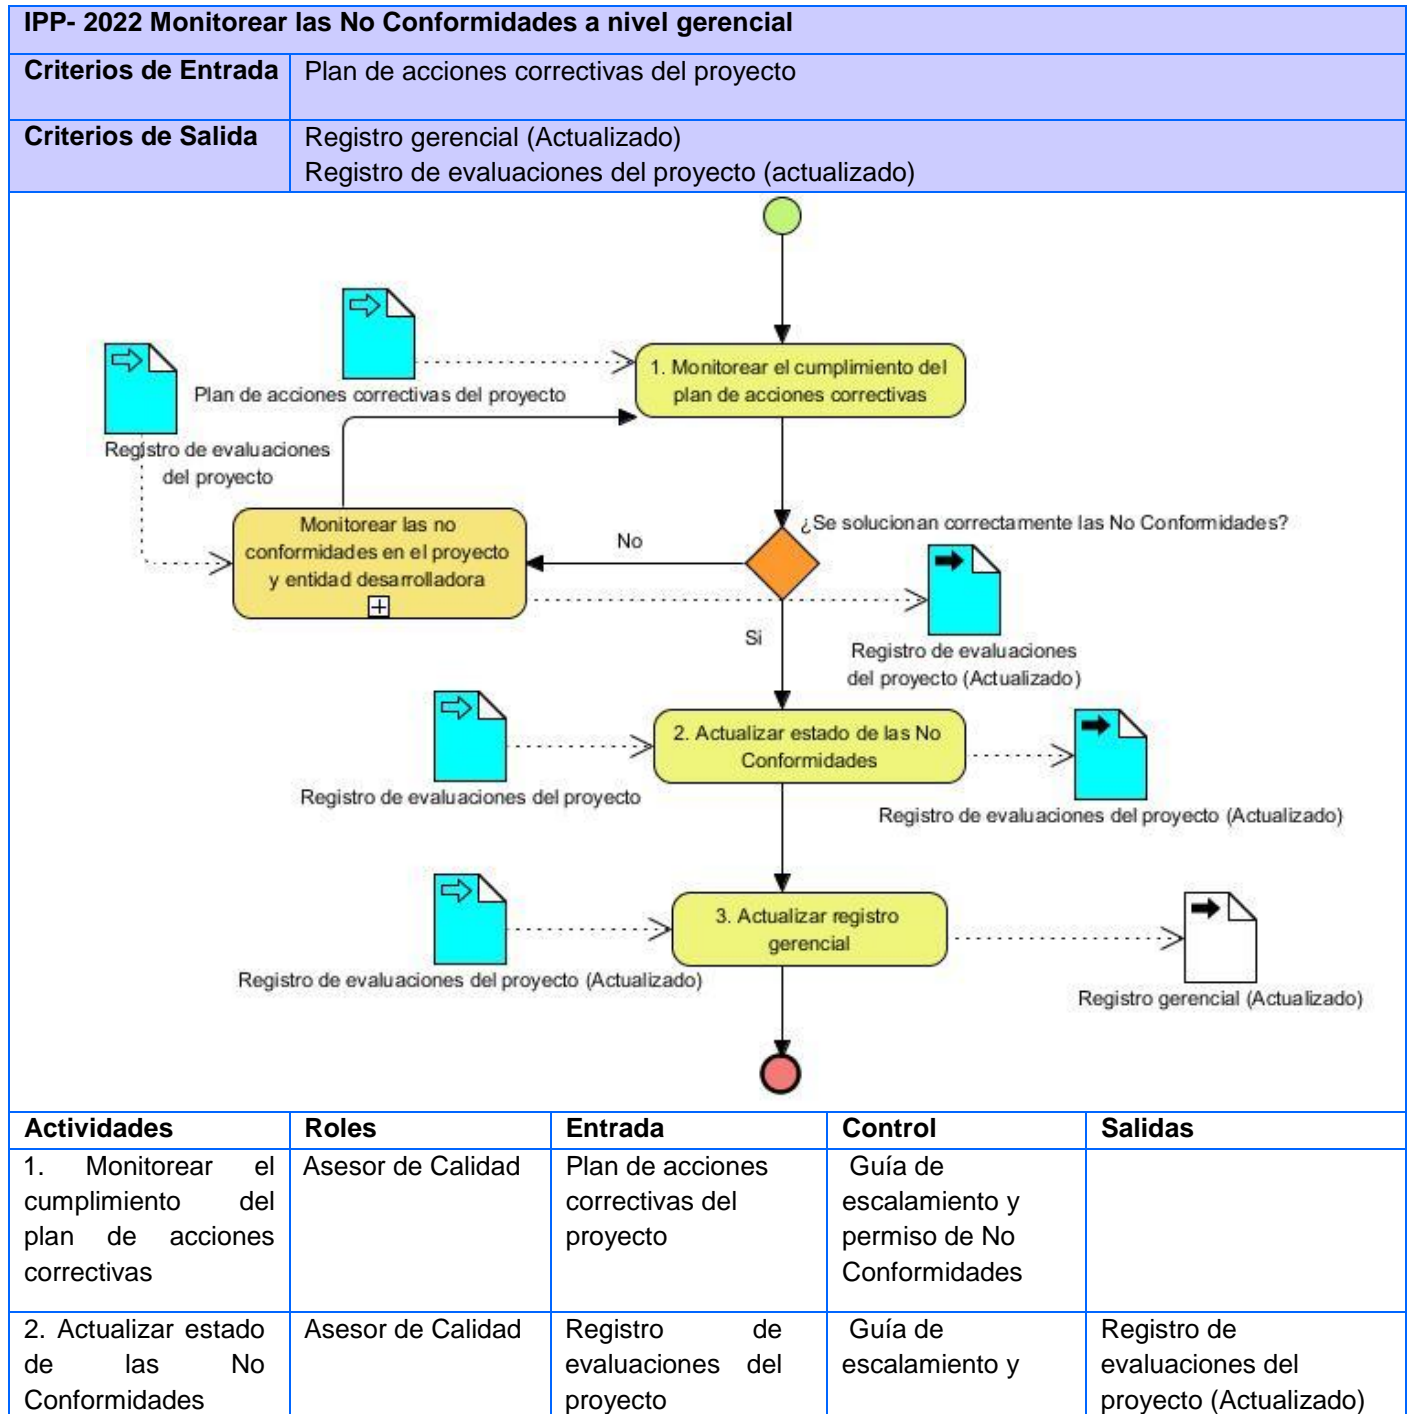 IPP- 2022 Monitorear las No Conformidades a nivel gerencial
Criterios de Entrada
Plan de acciones correctivas del proyecto
Criterios de Salida
Registro gerencial (Actualizado)
Registro de evaluaciones del proyecto (actualizado)
1. Monitorear el cumplimiento del
plan de acciones correctivas
Plan de acciones correctivas del proyecto
Registro de evaluaciones
del proyecto
Monitorear las no
conformidades en el proyecto
y entidad desarrolladora
No
¿Se solucionan correctamente las No Conformidades?
Si
Registro de evaluaciones
del proyecto (Actualizado)
2. Actualizar estado de las No
Conformidades
Registro de evaluaciones del proyecto
Registro de evaluaciones del proyecto (Actualizado)
3. Actualizar registro
gerencial
Registro de evaluaciones del proyecto (Actualizado)
Registro gerencial (Actualizado)
Actividades
Roles
Entrada
Control
Salidas
1. Monitorear el
cumplimiento del
plan de acciones
correctivas
Asesor de Calidad
Plan de acciones
correctivas del
proyecto
Guía de
escalamiento y
permiso de No
Conformidades
2. Actualizar estado
de las No
Conformidades
Asesor de Calidad
Registro de
evaluaciones del
proyecto
Guía de
escalamiento y
Registro de
evaluaciones del
proyecto (Actualizado)